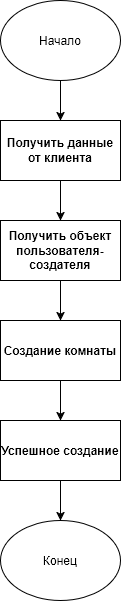 Начало
Получить данные
от клиента
Получить объект
пользователя-
создателя
Создание комнаты
Успешное создание
Конец